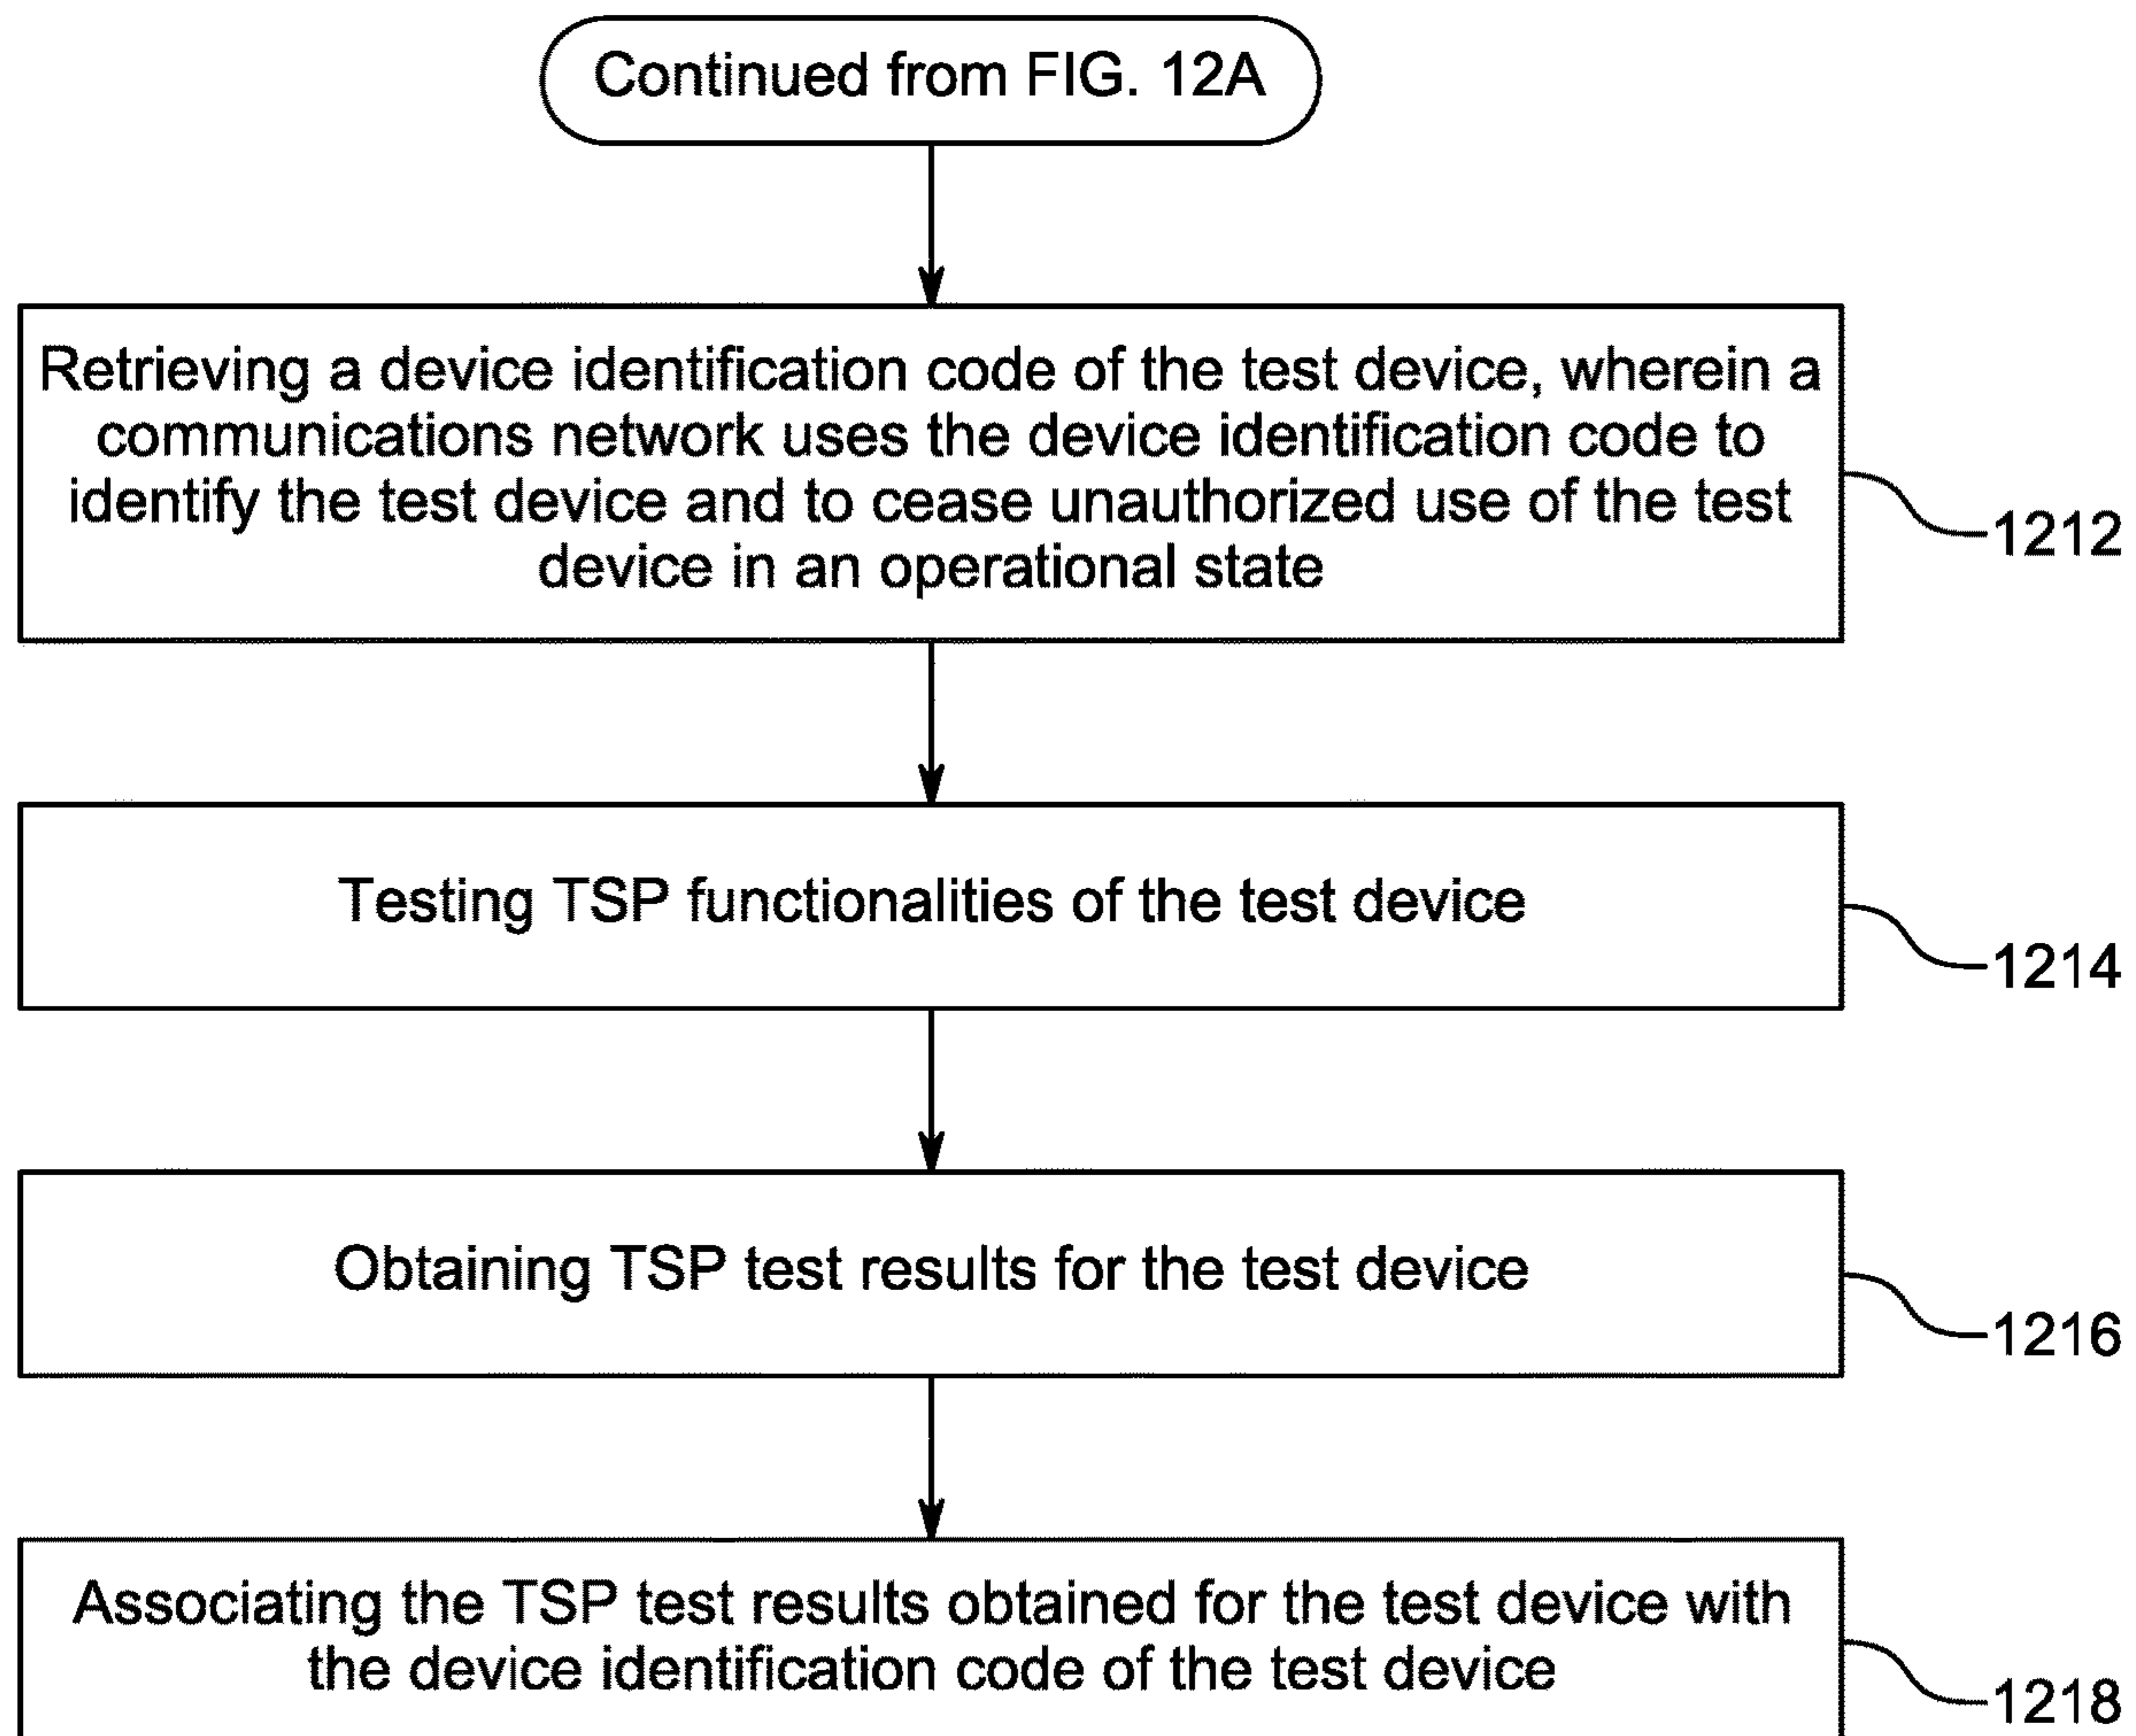 Continued from FIG. 12A
Retrieving a device identification code of the test device, wherein a
communications network uses the device identification code to
identify the test device and to cease unauthorized use of the test
device in an operational state
1212
Testing TSP functionalities of the test device
1214
Obtaining TSP test results for the test device
1216
Associating the TSP test results obtained for the test device with
the device identification code of the test device
1218